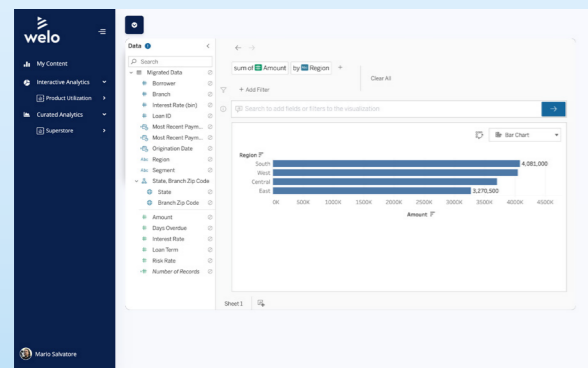 welo
My Content
Interactive Analytics
Product Utilization
Curated Analytics
Superstore
Mario Salvatore
Data
Search
Migrated Data
Borrower
Branch
Interest Rate (bin)
Loan ID
Most Recent Paym...
Most Recent Paym...
Origination Date
Abc Region
Abc Segment
State, Branch Zip Code
State
Branch Zip Code
Amount
Days Overdue
Interest Rate
Loan Term
Risk Rate
Number of Records
sum of Amount by Region +
Clear All
+ Add Filter
Search to add fields or filters to the visualization
Bar Chart
Region
South 4,081,000
West
Central
East 3,270,500
0K 500K 1000K 1500K 2000K 2500K 3000K 3500K 4000K 4500K
Amount
Sheet 1